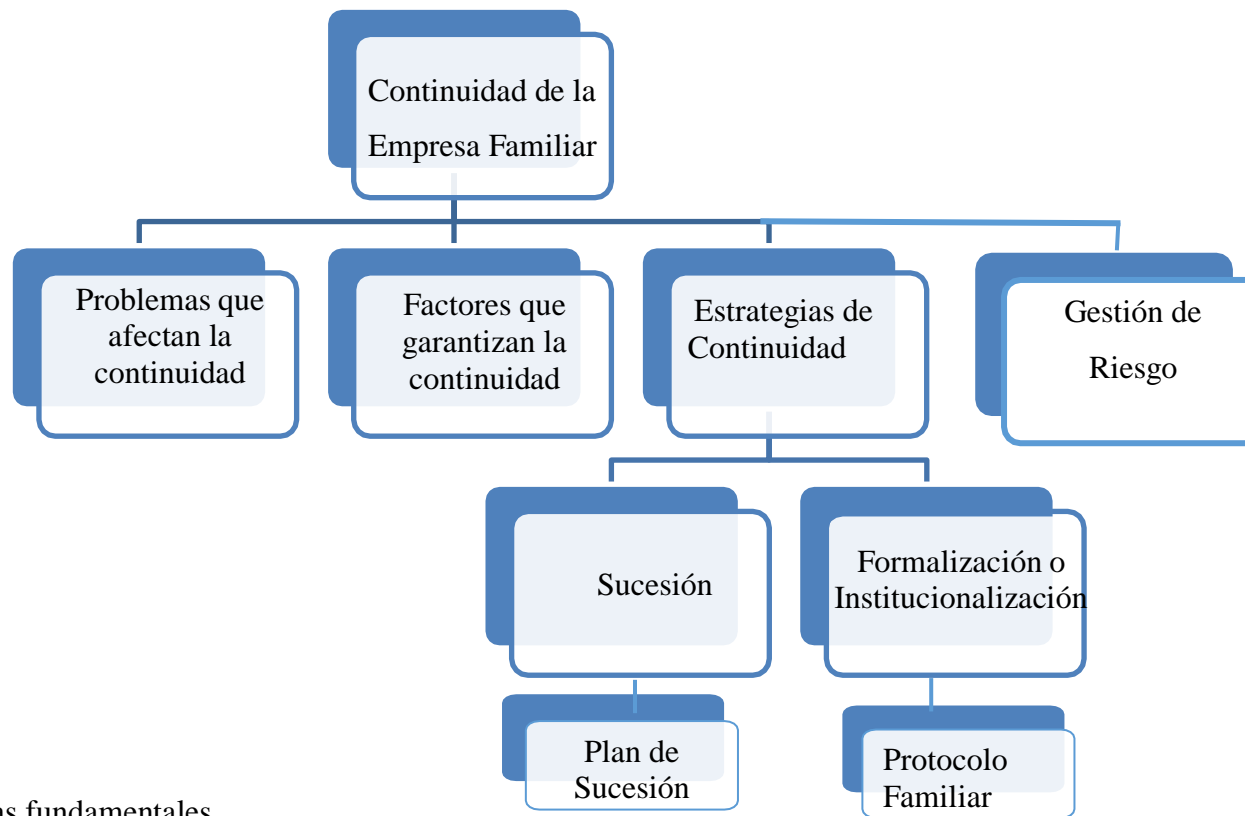 Continuidad de la
Empresa Familiar
Problemas que
afectan la
continuidad
Factores que
garantizan la
continuidad
Estrategias de
Continuidad
Gestión de
Riesgo
Sucesión
Formalización o
Institucionalización
Plan de
Sucesión
Protocolo
Familiar
fundamentales